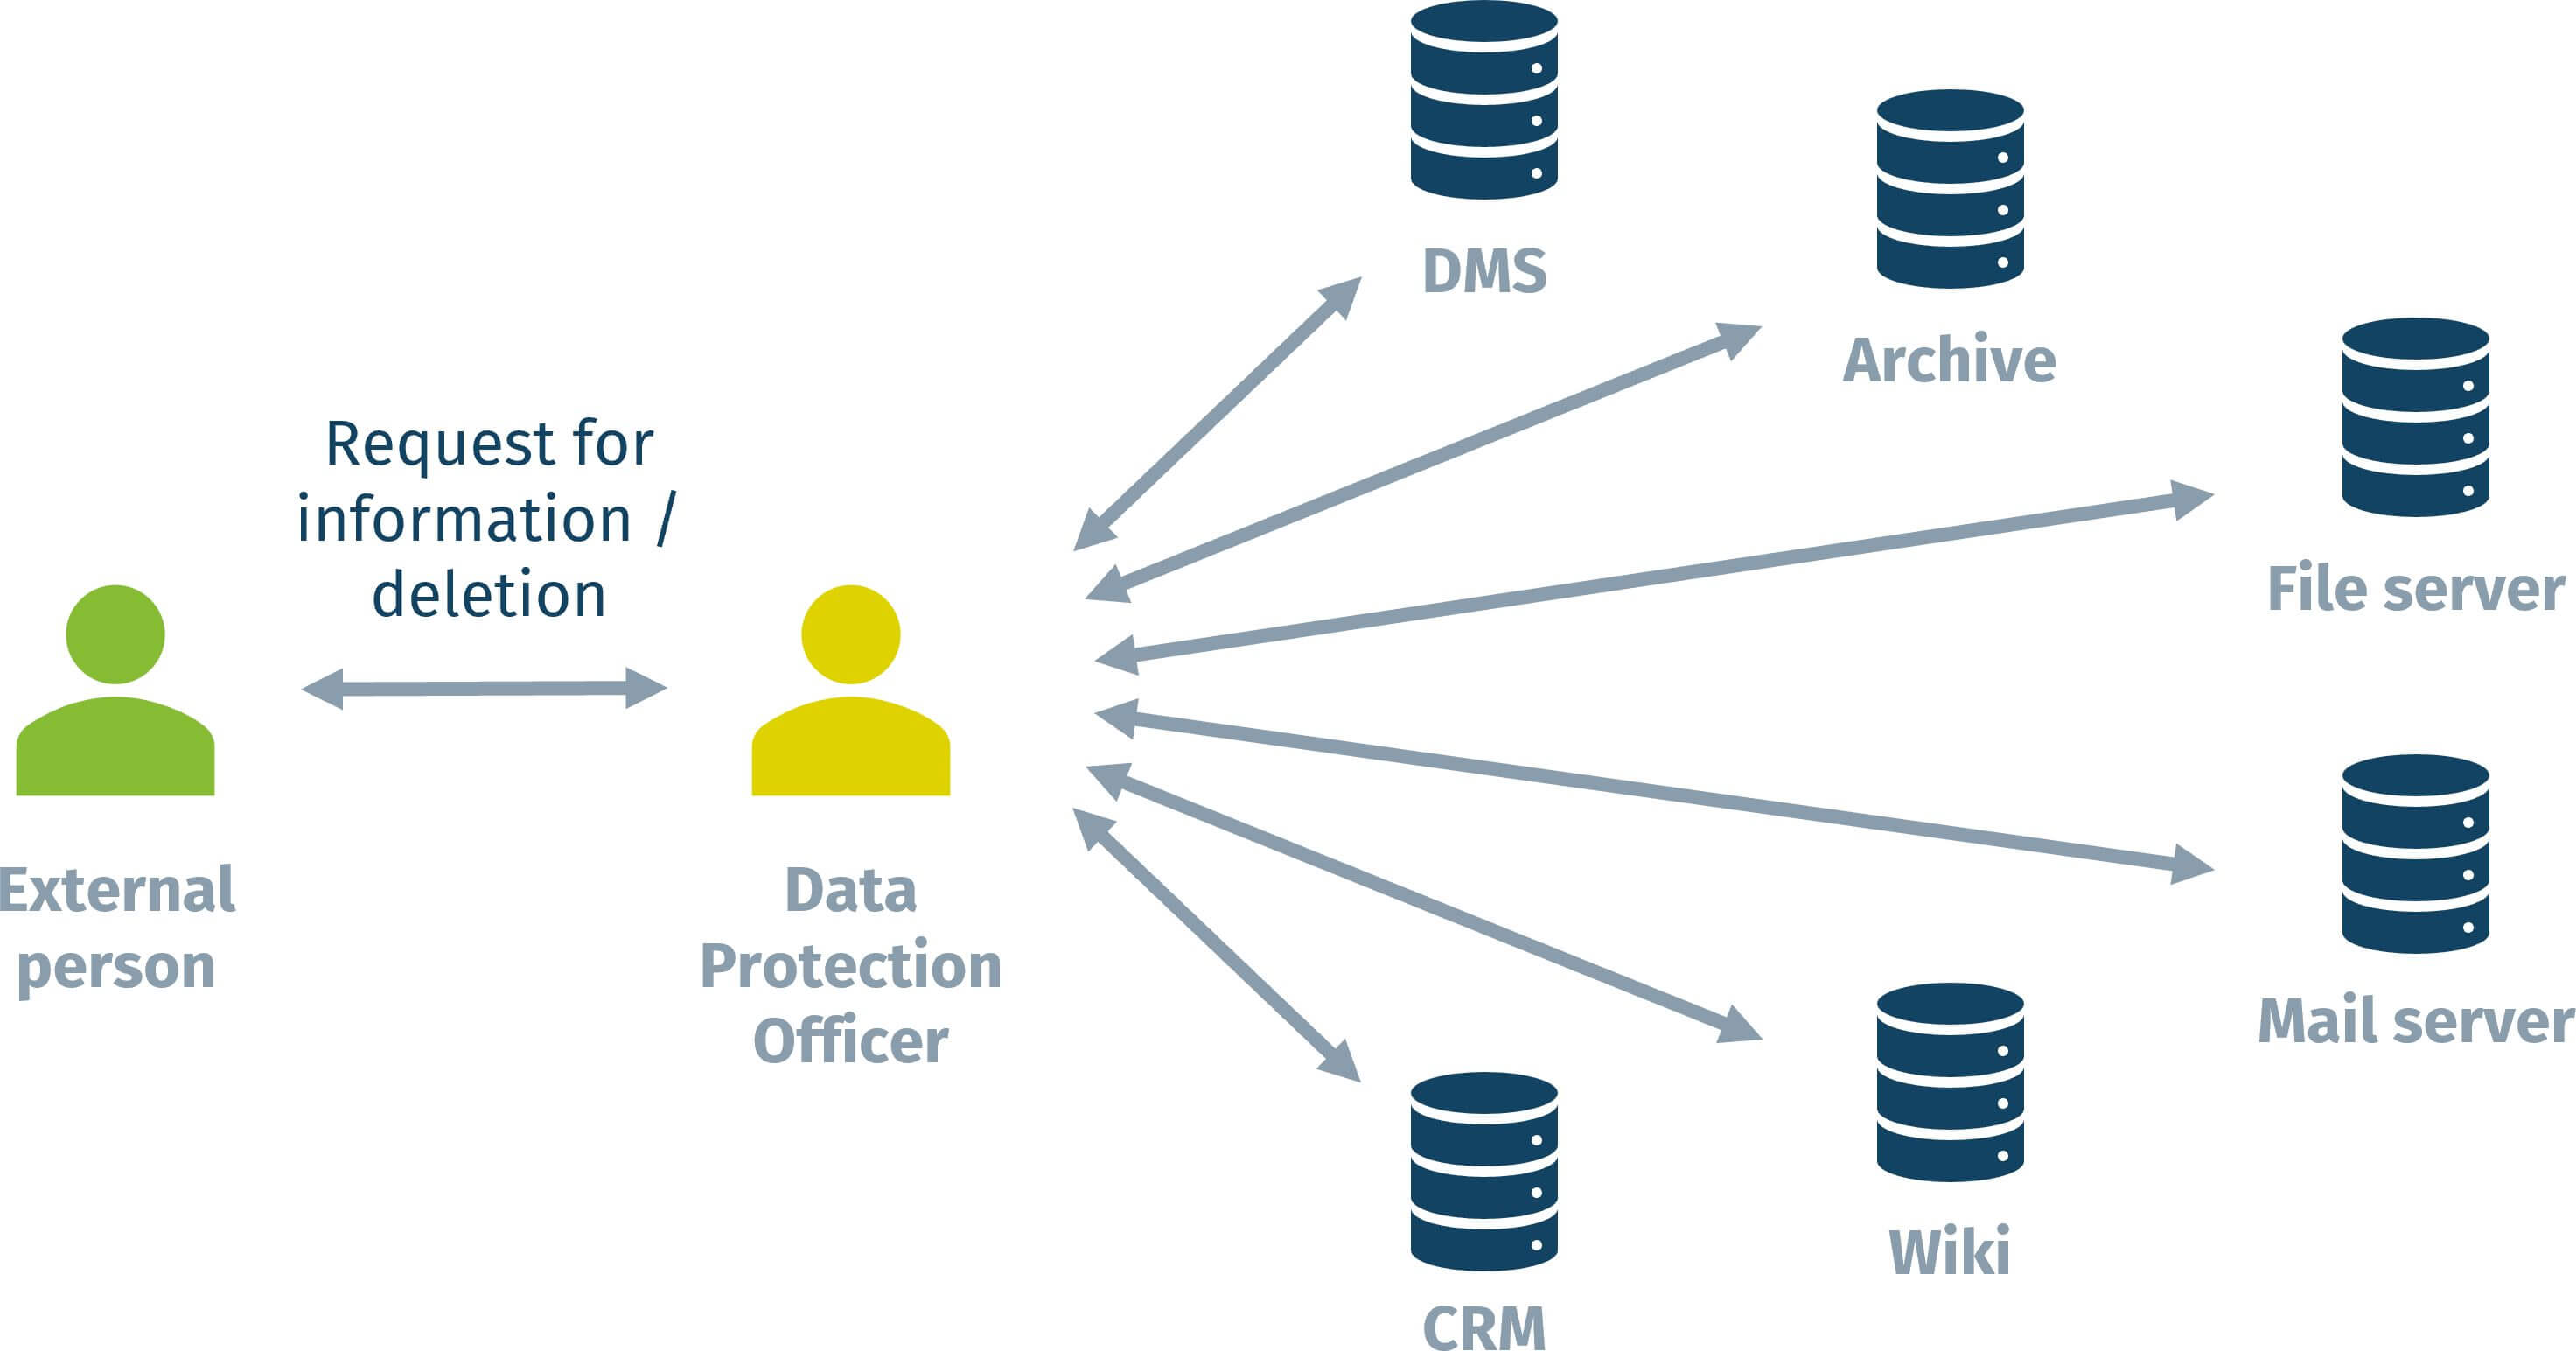 DMS
Archive
Request for
information /
deletion
File server
External
person
Data
Protection
Officer
Mail server
Wiki
CRM